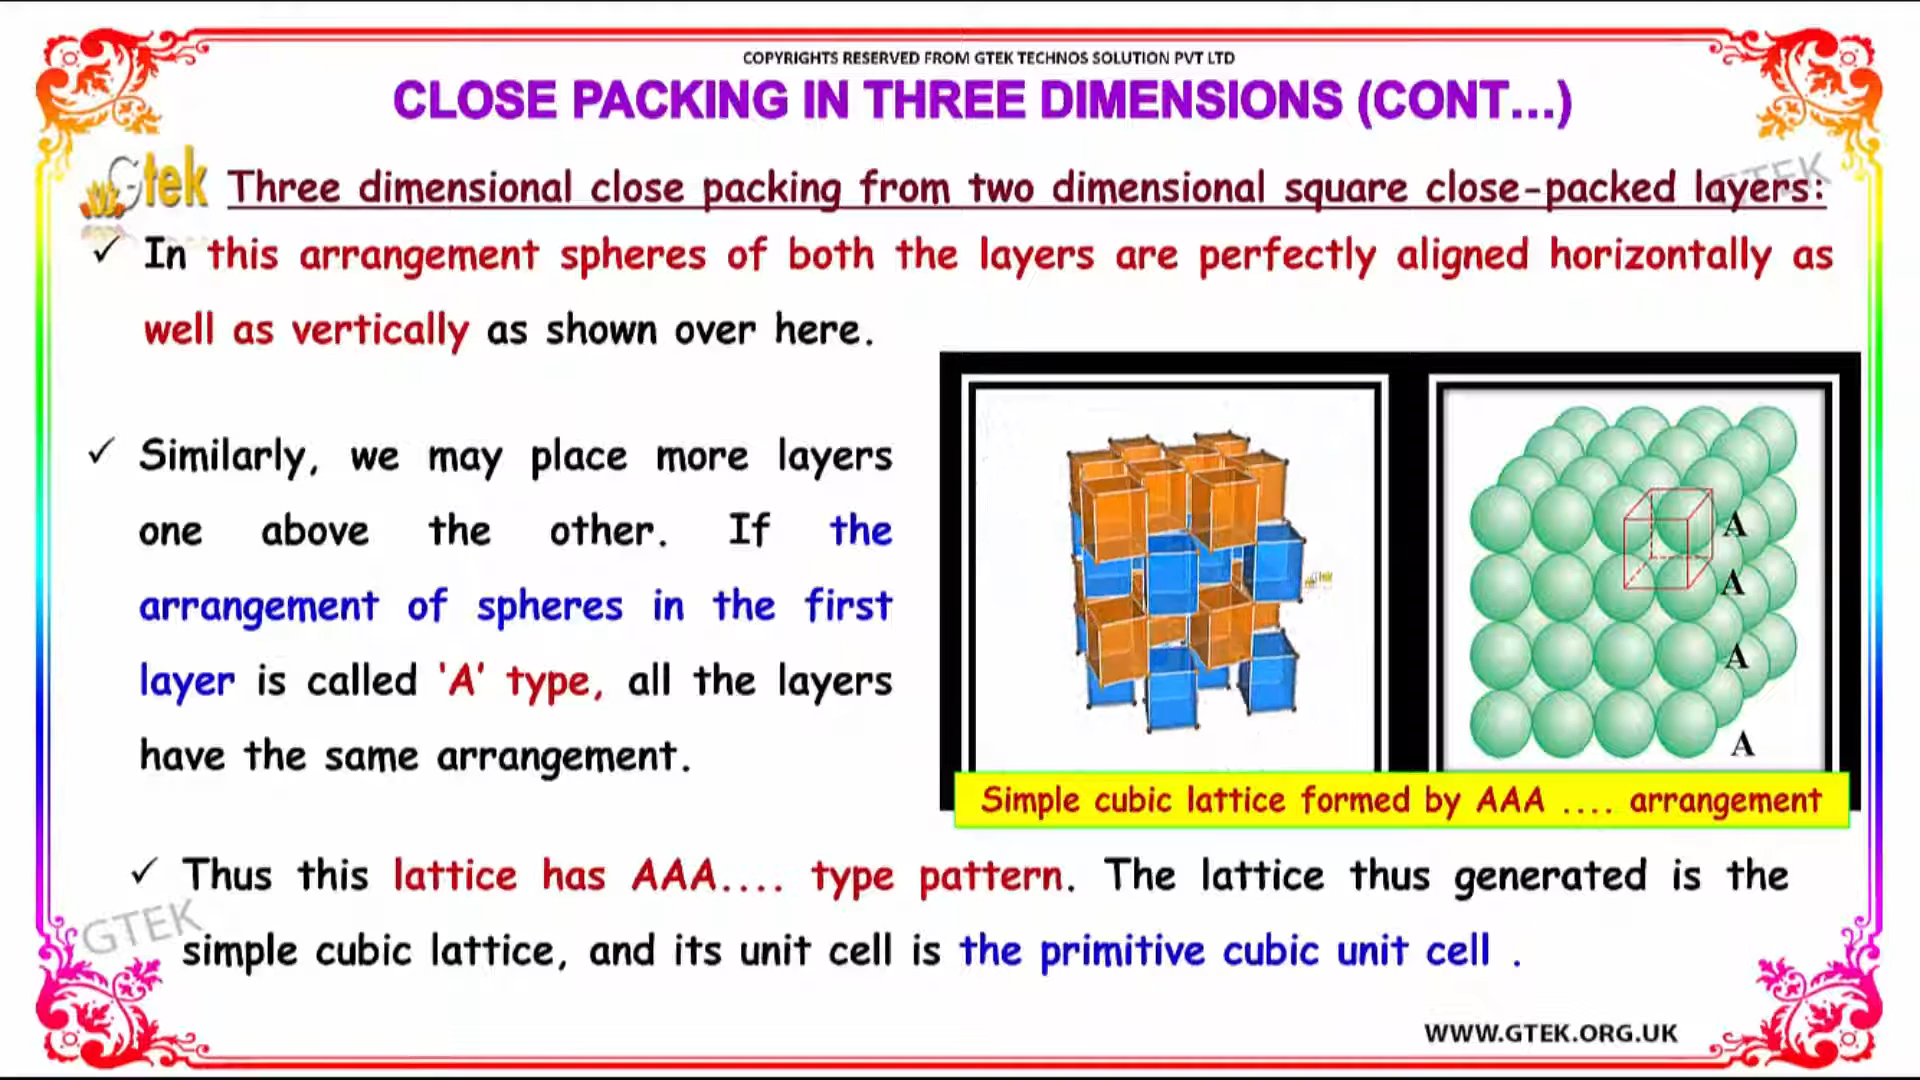 COPYRIGHTS RESERVED FROM GTEK TECHNOS SOLUTION PVT LTD
CLOSE PACKING IN THREE DIMENSIONS (CONT...)
Gtek
GTEK
Three dimensional close packing from two dimensional square close-packed layers:
✓ In this arrangement spheres of both the layers are perfectly aligned horizontally as
well as vertically as shown over here.
✓ Similarly, we may place more layers
one above the other. If the
arrangement of spheres in the first
layer is called 'A' type, all the layers
have the same arrangement.
A
A
A
A
Simple cubic lattice formed by AAA .... arrangement
✓ Thus this lattice has AAA.... type pattern. The lattice thus generated is the
simple cubic lattice, and its unit cell is the primitive cubic unit cell .
GTEK
WWW.GTEK.ORG.UK